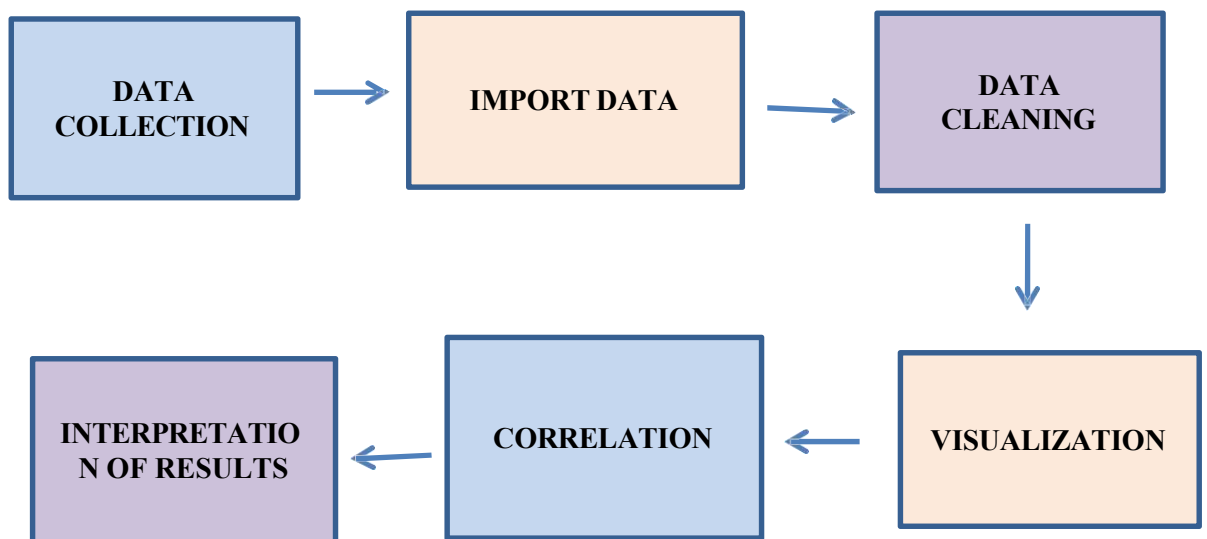 DATA
COLLECTION
IMPORT DATA
DATA
CLEANING
VISUALIZATION
CORRELATION
INTERPRETATIO
N OF RESULTS